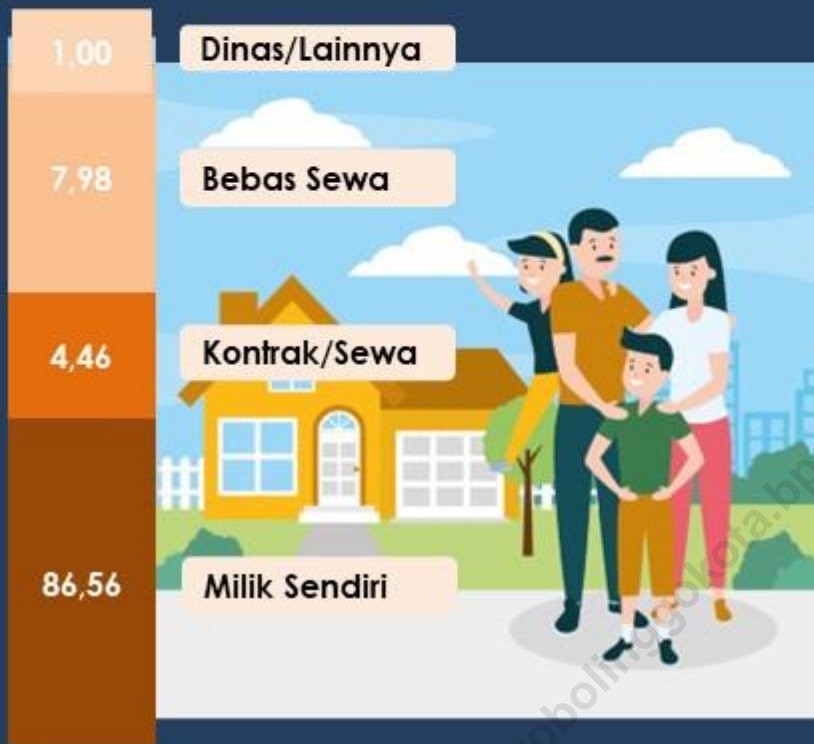 1,00 Dinas/Lainnya
7,98 Bebas Sewa
4,46 Kontrak/Sewa
86,56 Milik Sendiri